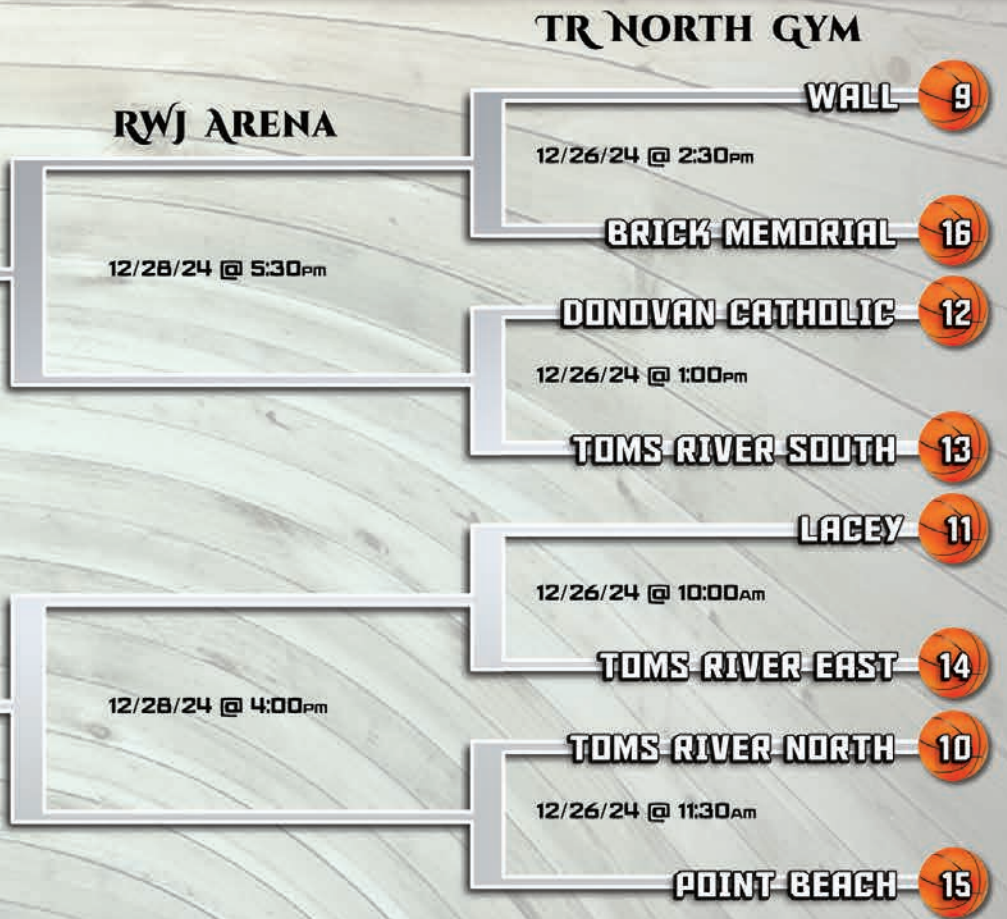 TR NORTH GYM
RWJ ARENA
WALL 9
12/26/24 @ 2:30PM
BRICK MEMORIAL 16
12/28/24 @ 5:30PM
DONOVAN CATHOLIC 12
12/26/24 @ 1:00PM
TOMS RIVER SOUTH 13
LACEY 11
12/26/24 @ 10:00AM
TOMS RIVER EAST 14
12/28/24 @ 4:00PM
TOMS RIVER NORTH 10
12/26/24 @ 11:30AM
POINT BEACH 15